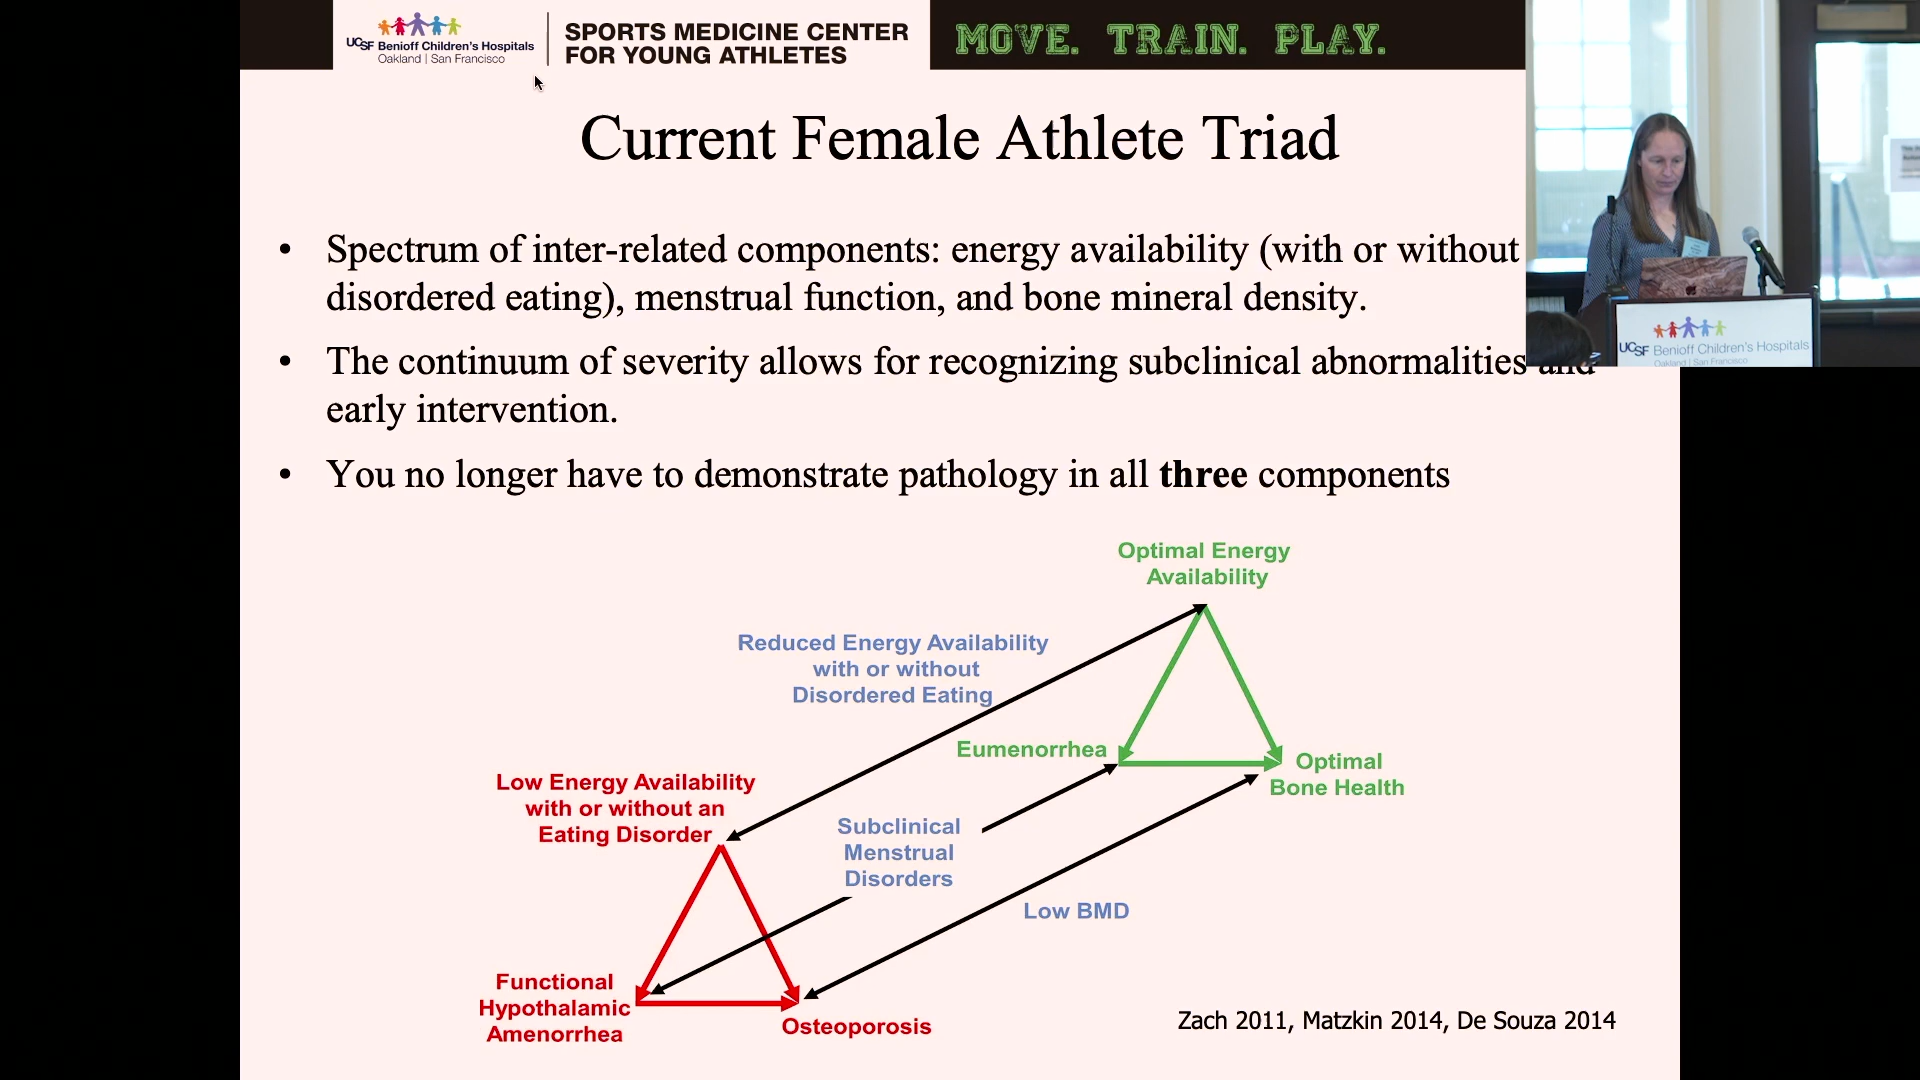 UCSF Benioff Children's Hospitals
Oakland | San Francisco
SPORTS MEDICINE CENTER
FOR YOUNG ATHLETES
MOVE. TRAIN. PLAY.
Current Female Athlete Triad
• Spectrum of inter-related components: energy availability (with or without
disordered eating), menstrual function, and bone mineral density.
• The continuum of severity allows for recognizing subclinical abnormalities and
early intervention.
• You no longer have to demonstrate pathology in all three components
Optimal Energy
Availability
Reduced Energy Availability
with or without
Disordered Eating
Eumenorrhea
Optimal
Bone Health
Low Energy Availability
with or without an
Eating Disorder
Subclinical
Menstrual
Disorders
Low BMD
Functional
Hypothalamic
Amenorrhea
Osteoporosis
Zach 2011, Matzkin 2014, De Souza 2014
UCSF Benioff Children's Hospitals
Oakland | San Francisco